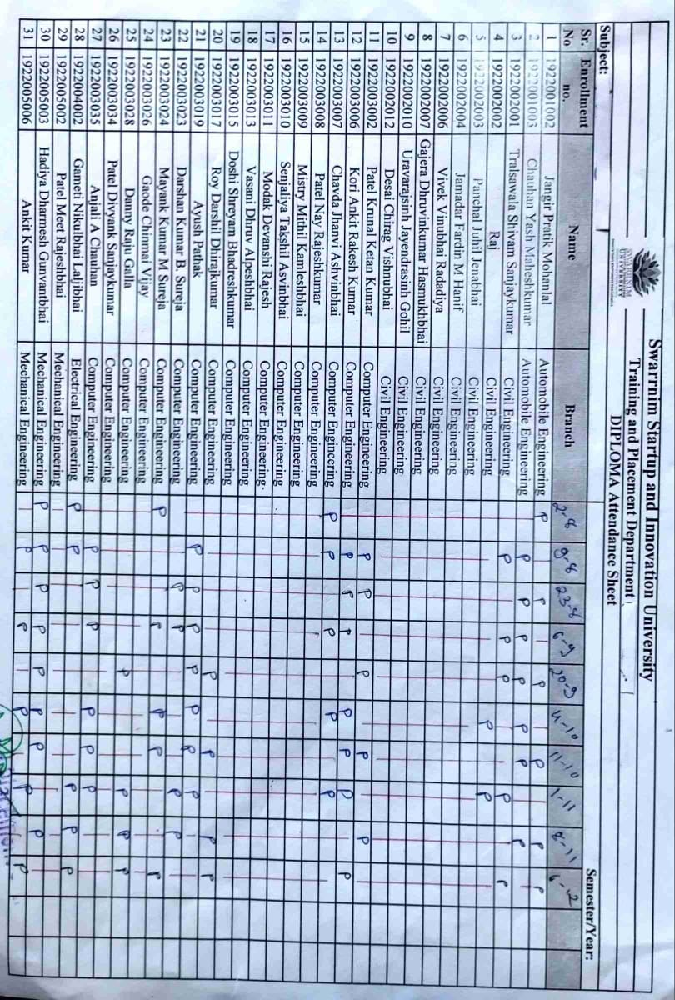 Swarrnim Startup and Innovation University
Training and Placement Department
DIPLOMA Attendance Sheet
SWARRNIM
UNIVERSITY
Subject: Semester/Year:
Sr. No Enrollment no. Name Branch 2-8 9-8 23-8 6-9 20-9 4-10 11-10 1-11 8-11 6-2
1 1922001002 Jangir Pratik Mohanlal Automobile Engineering P P P P P P
2 1922001003 Chauhan Yash Maheshkumar Automobile Engineering P P P P P P P
3 1922002001 Tralsawala Shivam Sanjaykumar Civil Engineering P P P P P
4 1922002002 Raj Civil Engineering P P
5 1922002003 Panchal Juhil Jenabhai Civil Engineering
6 1922002004 Jamadar Fardin M Hanif Civil Engineering
7 1922002006 Vivek Vinubhai Radadiya Civil Engineering
8 1922002007 Gajera Dhruvinkumar Hasmukhbhai Civil Engineering
9 1922002010 Uravarajsinh Jayendrasinh Gohil Civil Engineering
10 1922002012 Desai Chirag Vishnubhai Civil Engineering
11 1922003002 Patel Krunal Ketan Kumar Computer Engineering P P P P P
12 1922003006 Kori Ankit Rakesh Kumar Computer Engineering P P P P P P P
13 1922003007 Chavda Jhanvi Ashvinbhai Computer Engineering P P P P P
14 1922003008 Patel Nay Rajeshkumar Computer Engineering
15 1922003009 Mistry Mithil Kamleshbhai Computer Engineering
16 1922003010 Senjaliya Takshil Asvinbhai Computer Engineering
17 1922003011 Modak Devanshi Rajesh Computer Engineering
18 1922003013 Vasani Dhruv Alpeshbhai Computer Engineering
19 1922003015 Doshi Shreyam Bhadreshkumar Computer Engineering
20 1922003017 Roy Darshil Dhirajkumar Computer Engineering P P P P
21 1922003019 Ayush Pathak Computer Engineering P P P P P P P
22 1922003023 Darshan Kumar B. Sureja Computer Engineering P P P P
23 1922003024 Mayank Kumar M Sureja Computer Engineering P P P P P
24 1922003026 Gaode Chinmai Vijay Computer Engineering
25 1922003028 Danny Raju Galla Computer Engineering P P P P
26 1922003034 Patel Divyank Sanjaykumar Computer Engineering
27 1922003035 Anjali A Chauhan Computer Engineering P P P P P P
28 1922004002 Gameti Nikulbhai Laljibhai Electrical Engineering P P P P P
29 1922005002 Patel Meet Rajeshbhai Mechanical Engineering
30 1922005003 Hadiya Dharmesh Gunvantbhai Mechanical Engineering P P P P P P P P
31 1922005006 Ankit Kumar Mechanical Engineering P P P P P